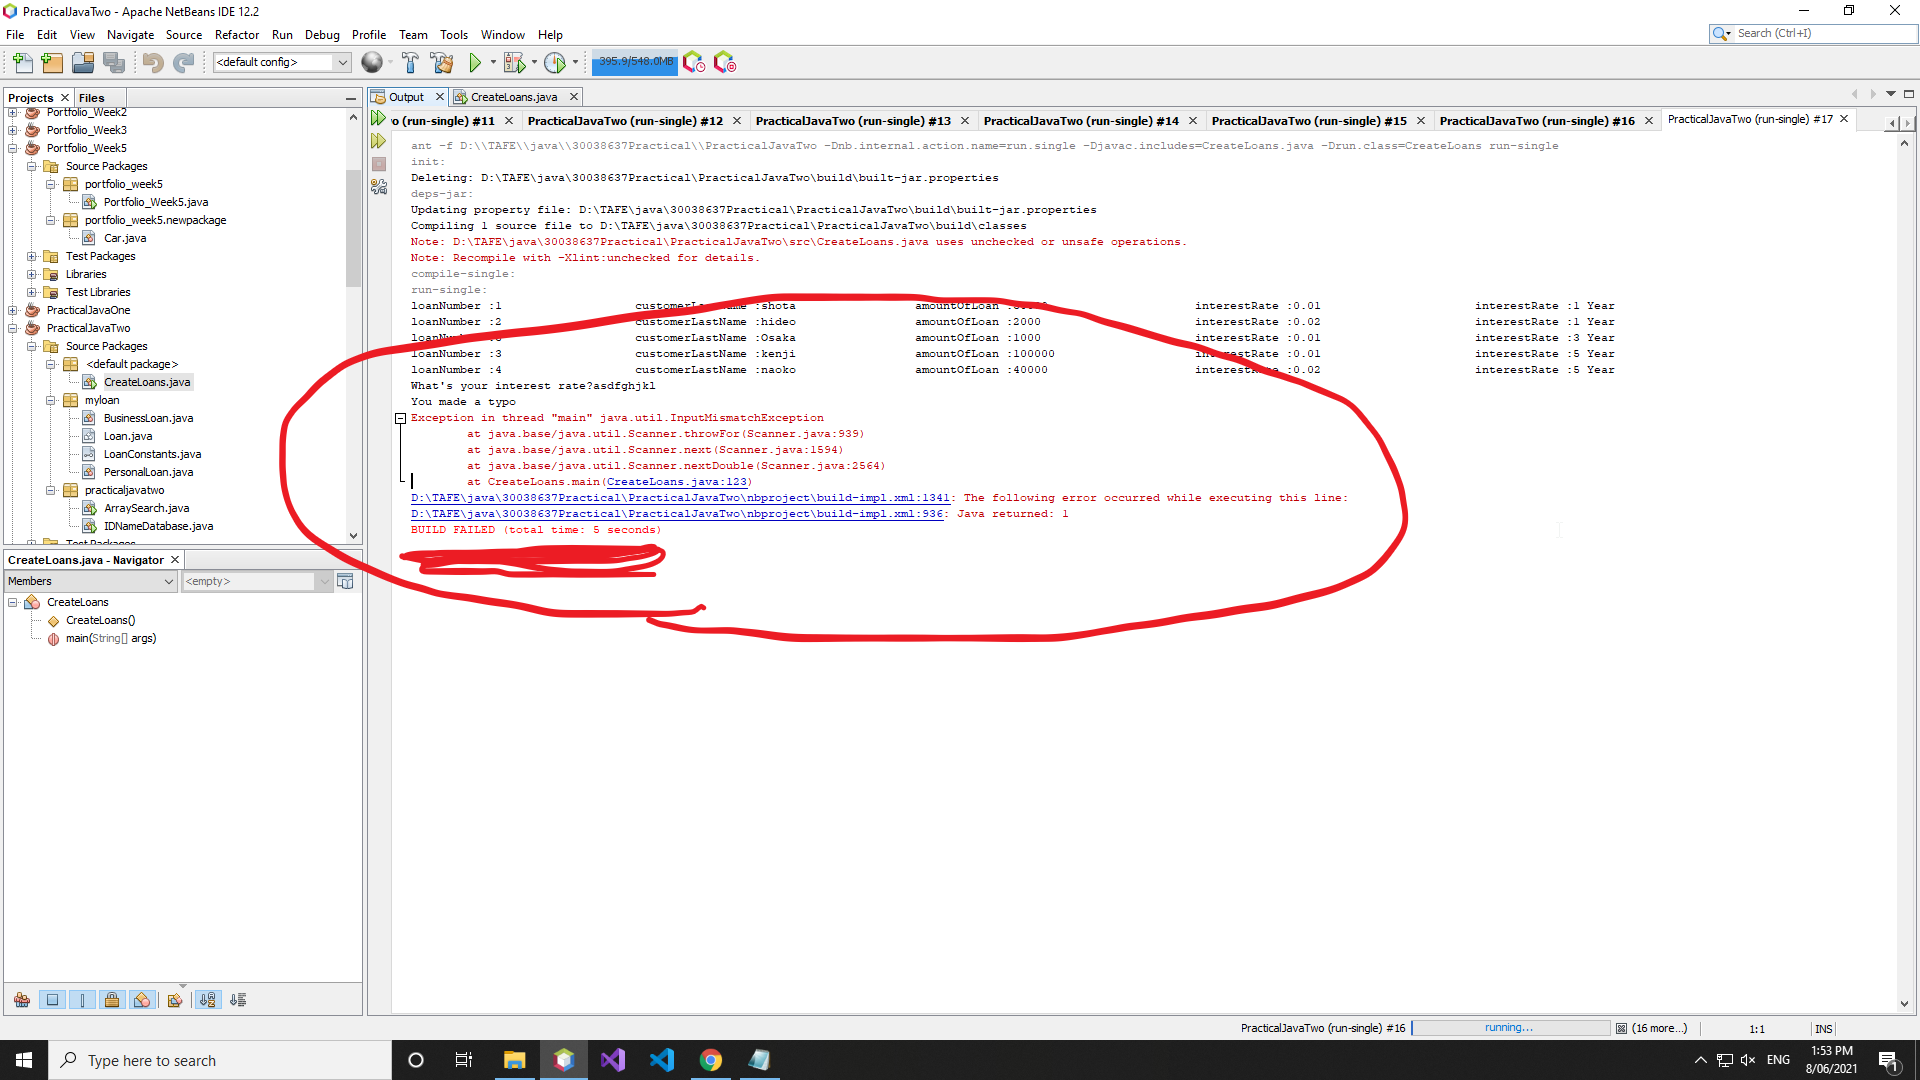 PracticalJavaTwo - Apache NetBeans IDE 12.2
File Edit View Navigate Source Refactor Run Debug Profile Team Tools Window Help
Search (Ctrl+I)
<default config>
395.9/548.0MB
Projects Files
Output CreateLoans.java
o (run-single) #11 PracticalJavaTwo (run-single) #12 PracticalJavaTwo (run-single) #13 PracticalJavaTwo (run-single) #14 PracticalJavaTwo (run-single) #15 PracticalJavaTwo (run-single) #16 PracticalJavaTwo (run-single) #17
Portfolio_Week2
Portfolio_Week3
Portfolio_Week5
Source Packages
portfolio_week5
Portfolio_Week5.java
portfolio_week5.newpackage
Car.java
Test Packages
Libraries
Test Libraries
PracticalJavaOne
PracticalJavaTwo
Source Packages
<default package>
CreateLoans.java
myloan
BusinessLoan.java
Loan.java
LoanConstants.java
PersonalLoan.java
practicaljavatwo
ArraySearch.java
IDNameDatabase.java
Test Packages
ant -f D:\\TAFE\\java\\30038637Practical\\PracticalJavaTwo -Dnb.internal.action.name=run.single -Djavac.includes=CreateLoans.java -Drun.class=CreateLoans run-single
init:
Deleting: D:\TAFE\java\30038637Practical\PracticalJavaTwo\build\built-jar.properties
deps-jar:
Updating property file: D:\TAFE\java\30038637Practical\PracticalJavaTwo\build\built-jar.properties
Compiling 1 source file to D:\TAFE\java\30038637Practical\PracticalJavaTwo\build\classes
Note: D:\TAFE\java\30038637Practical\PracticalJavaTwo\src\CreateLoans.java uses unchecked or unsafe operations.
Note: Recompile with -Xlint:unchecked for details.
compile-single:
run-single:
loanNumber :1 customerLastName :shota amountOfLoan interestRate :0.01 interestRate :1 Year
loanNumber :2 customerLastName :hideo amountOfLoan :2000 interestRate :0.02 interestRate :1 Year
customerLastName :Osaka amountOfLoan :1000 interestRate :0.01 interestRate :3 Year
loanNumber :3 customerLastName :kenji amountOfLoan :100000 interestRate :0.01 interestRate :5 Year
loanNumber :4 customerLastName :naoko amountOfLoan :40000 interestRate :0.02 interestRate :5 Year
What's your interest rate?asdfghjkl
You made a typo
Exception in thread "main" java.util.InputMismatchException
at java.base/java.util.Scanner.throwFor(Scanner.java:939)
at java.base/java.util.Scanner.next(Scanner.java:1594)
at java.base/java.util.Scanner.nextDouble(Scanner.java:2564)
at CreateLoans.main(CreateLoans.java:123)
D:\TAFE\java\30038637Practical\PracticalJavaTwo\nbproject\build-impl.xml:1341: The following error occurred while executing this line:
D:\TAFE\java\30038637Practical\PracticalJavaTwo\nbproject\build-impl.xml:936: Java returned: 1
BUILD FAILED (total time: 5 seconds)
CreateLoans.java - Navigator
Members <empty>
CreateLoans
CreateLoans()
main(String[] args)
PracticalJavaTwo (run-single) #16 running... (16 more...) 1:1 INS
Type here to search
ENG
1:53 PM
8/06/2021
1